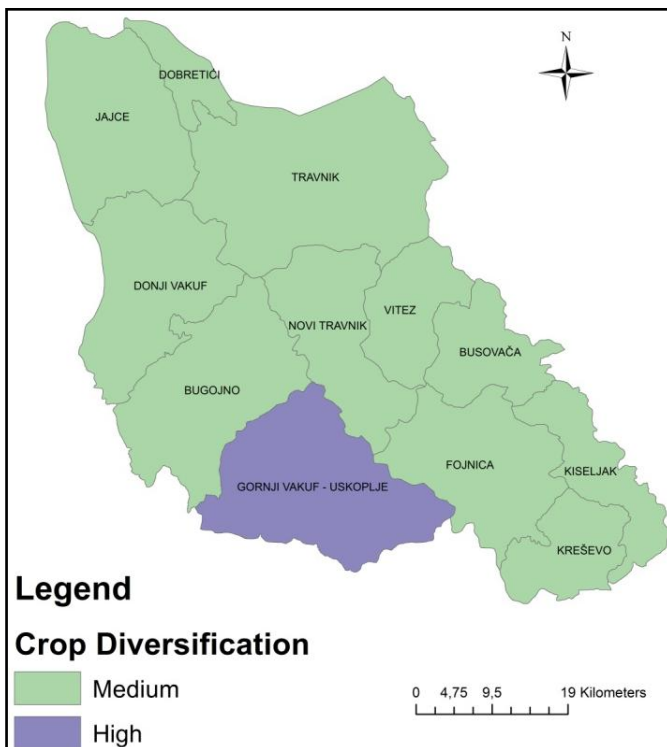 N
DOBRETIĆI
JAJCE
TRAVNIK
DONJI VAKUF
VITEZ
NOVI TRAVNIK
BUSOVAČA
BUGOJNO
FOJNICA
KISELJAK
GORNJI VAKUF - USKOPLJE
KREŠEVO
Legend
Crop Diversification
Medium
High
0 4,75 9,5 19 Kilometers